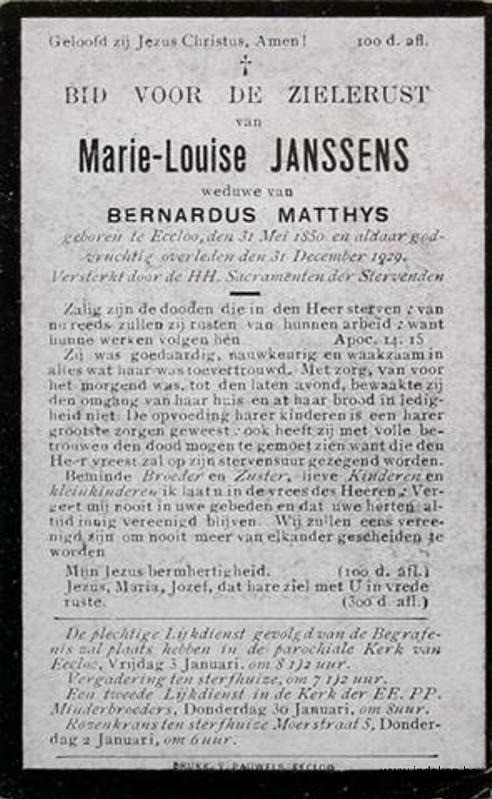 Geloofd zij Jezus Christus, Amen! 100 d. afl.
BID VOOR DE ZIELERUST
van
Marie-Louise JANSSENS
weduwe van
BERNARDUS MATTHYS
geboren te Eecloo, den 31 Mei 1850 en aldaar god-
vruchtig overleden den 31 December 1929.
Versterkt door de HH. Sacramenten der Stervenden
Zalig zijn de dooden die in den Heer sterven : van
nu reeds zullen zij rusten van hunnen arbeid : want
hunne werken volgen hen Apoc. 14. 15
Zij was goedaardig, nauwkeurig en waakzaam in
alles wat haar was toevertrouwd. Met zorg, van voor
het morgend was, tot den laten avond, bewaakte zij
den omgang van haar huis en at haar brood in ledig-
heid niet. De opvoeding harer kinderen is een harer
grootste zorgen geweest : ook heeft zij met volle be-
trouwen den dood mogen te gemoet zien want die den
Heer vreest zal op zijn stervensuur gezegend worden.
Beminde Broeder en Zuster, lieve Kinderen en
kleinkinderen ik laat u in de vrees des Heeren : Ver-
geet mij nooit in uwe gebeden en dat uwe herten al-
tijd innig vereenigd blijven. Wij zullen eens veree-
nigd zijn om nooit meer van elkander gescheiden te
worden
Mijn Jezus bermhertigheid. (100 d. afl.)
Jezus, Maria, Jozef, dat hare ziel met U in vrede
ruste. (300 d. afl.)
De plechtige Lijkdienst gevolgd van de Begrafe-
nis zal plaats hebben in de parochiale Kerk van
Eecloo, Vrijdag 3 Januari. om 8 1/2 uur.
Vergadering ten sterfhuize, om 7 1/2 uur.
Een tweede Lijkdienst in de Kerk der EE. PP.
Minderbroeders, Donderdag 30 Januari, om 8 uur.
Rozenkrans ten sterfhuize Moerstraat 5, Donder-
dag 2 Januari, om 6 uur.
DRUKK. V. PAUWELS, EECLOO